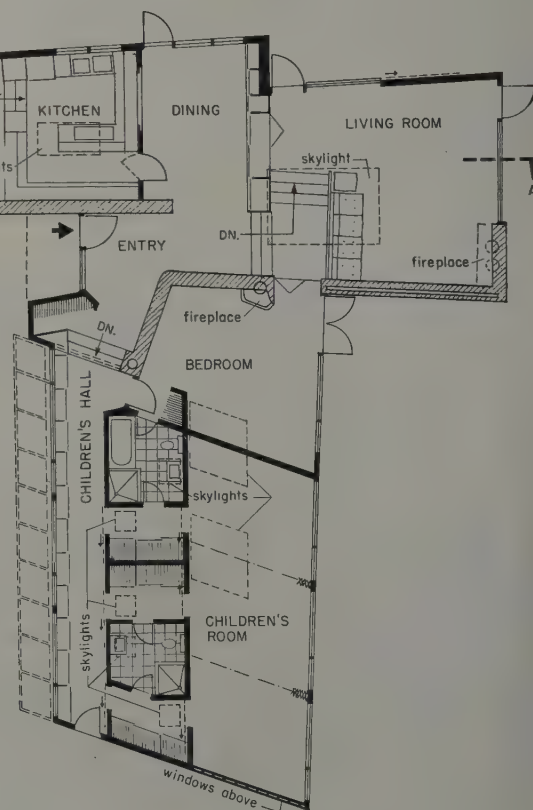 KITCHEN
DINING
LIVING ROOM
skylight
ts
DN.
ENTRY
fireplace
fireplace
DN.
BEDROOM
CHILDREN'S HALL
skylights
skylights
CHILDREN'S
ROOM
windows above